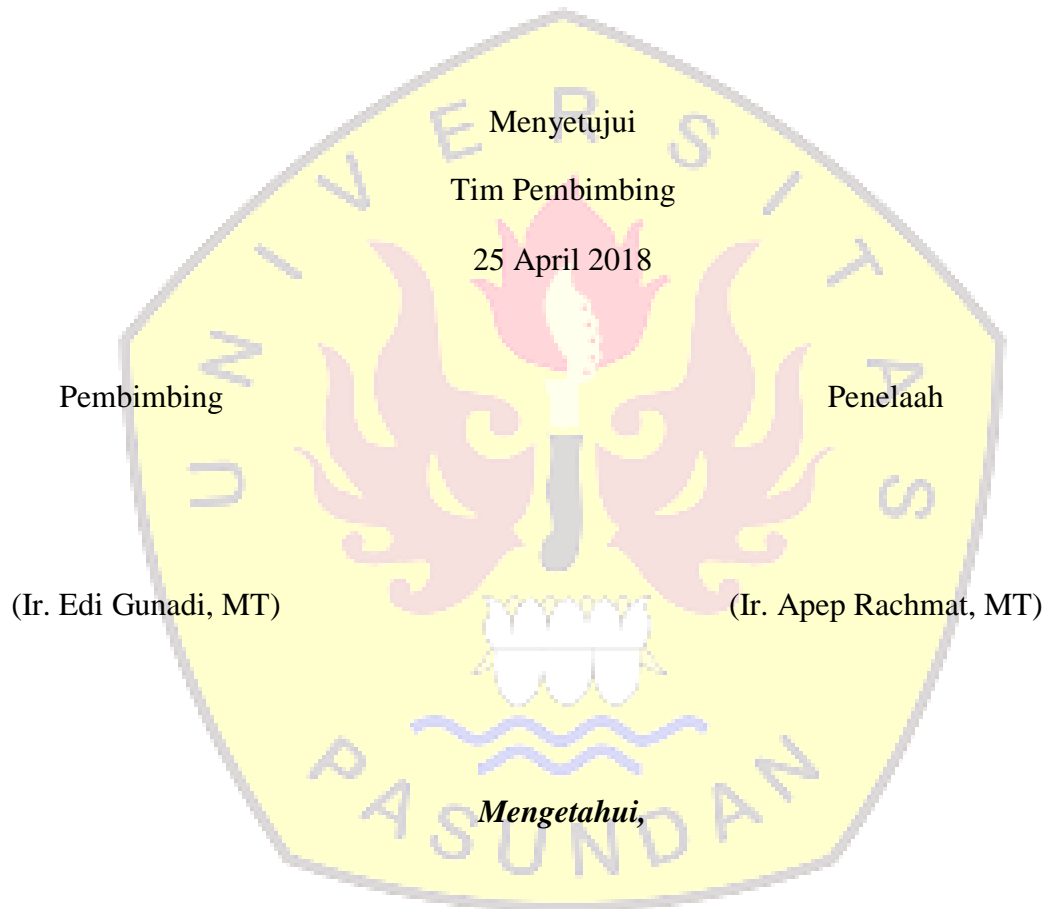 Menyetujui
Tim Pembimbing
25 April 2018
Pembimbing Penelaah
(Ir. Edi Gunadi, MT) (Ir. Apep Rachmat, MT)
Mengetahui,
UNIVERSITAS
PASUNDAN